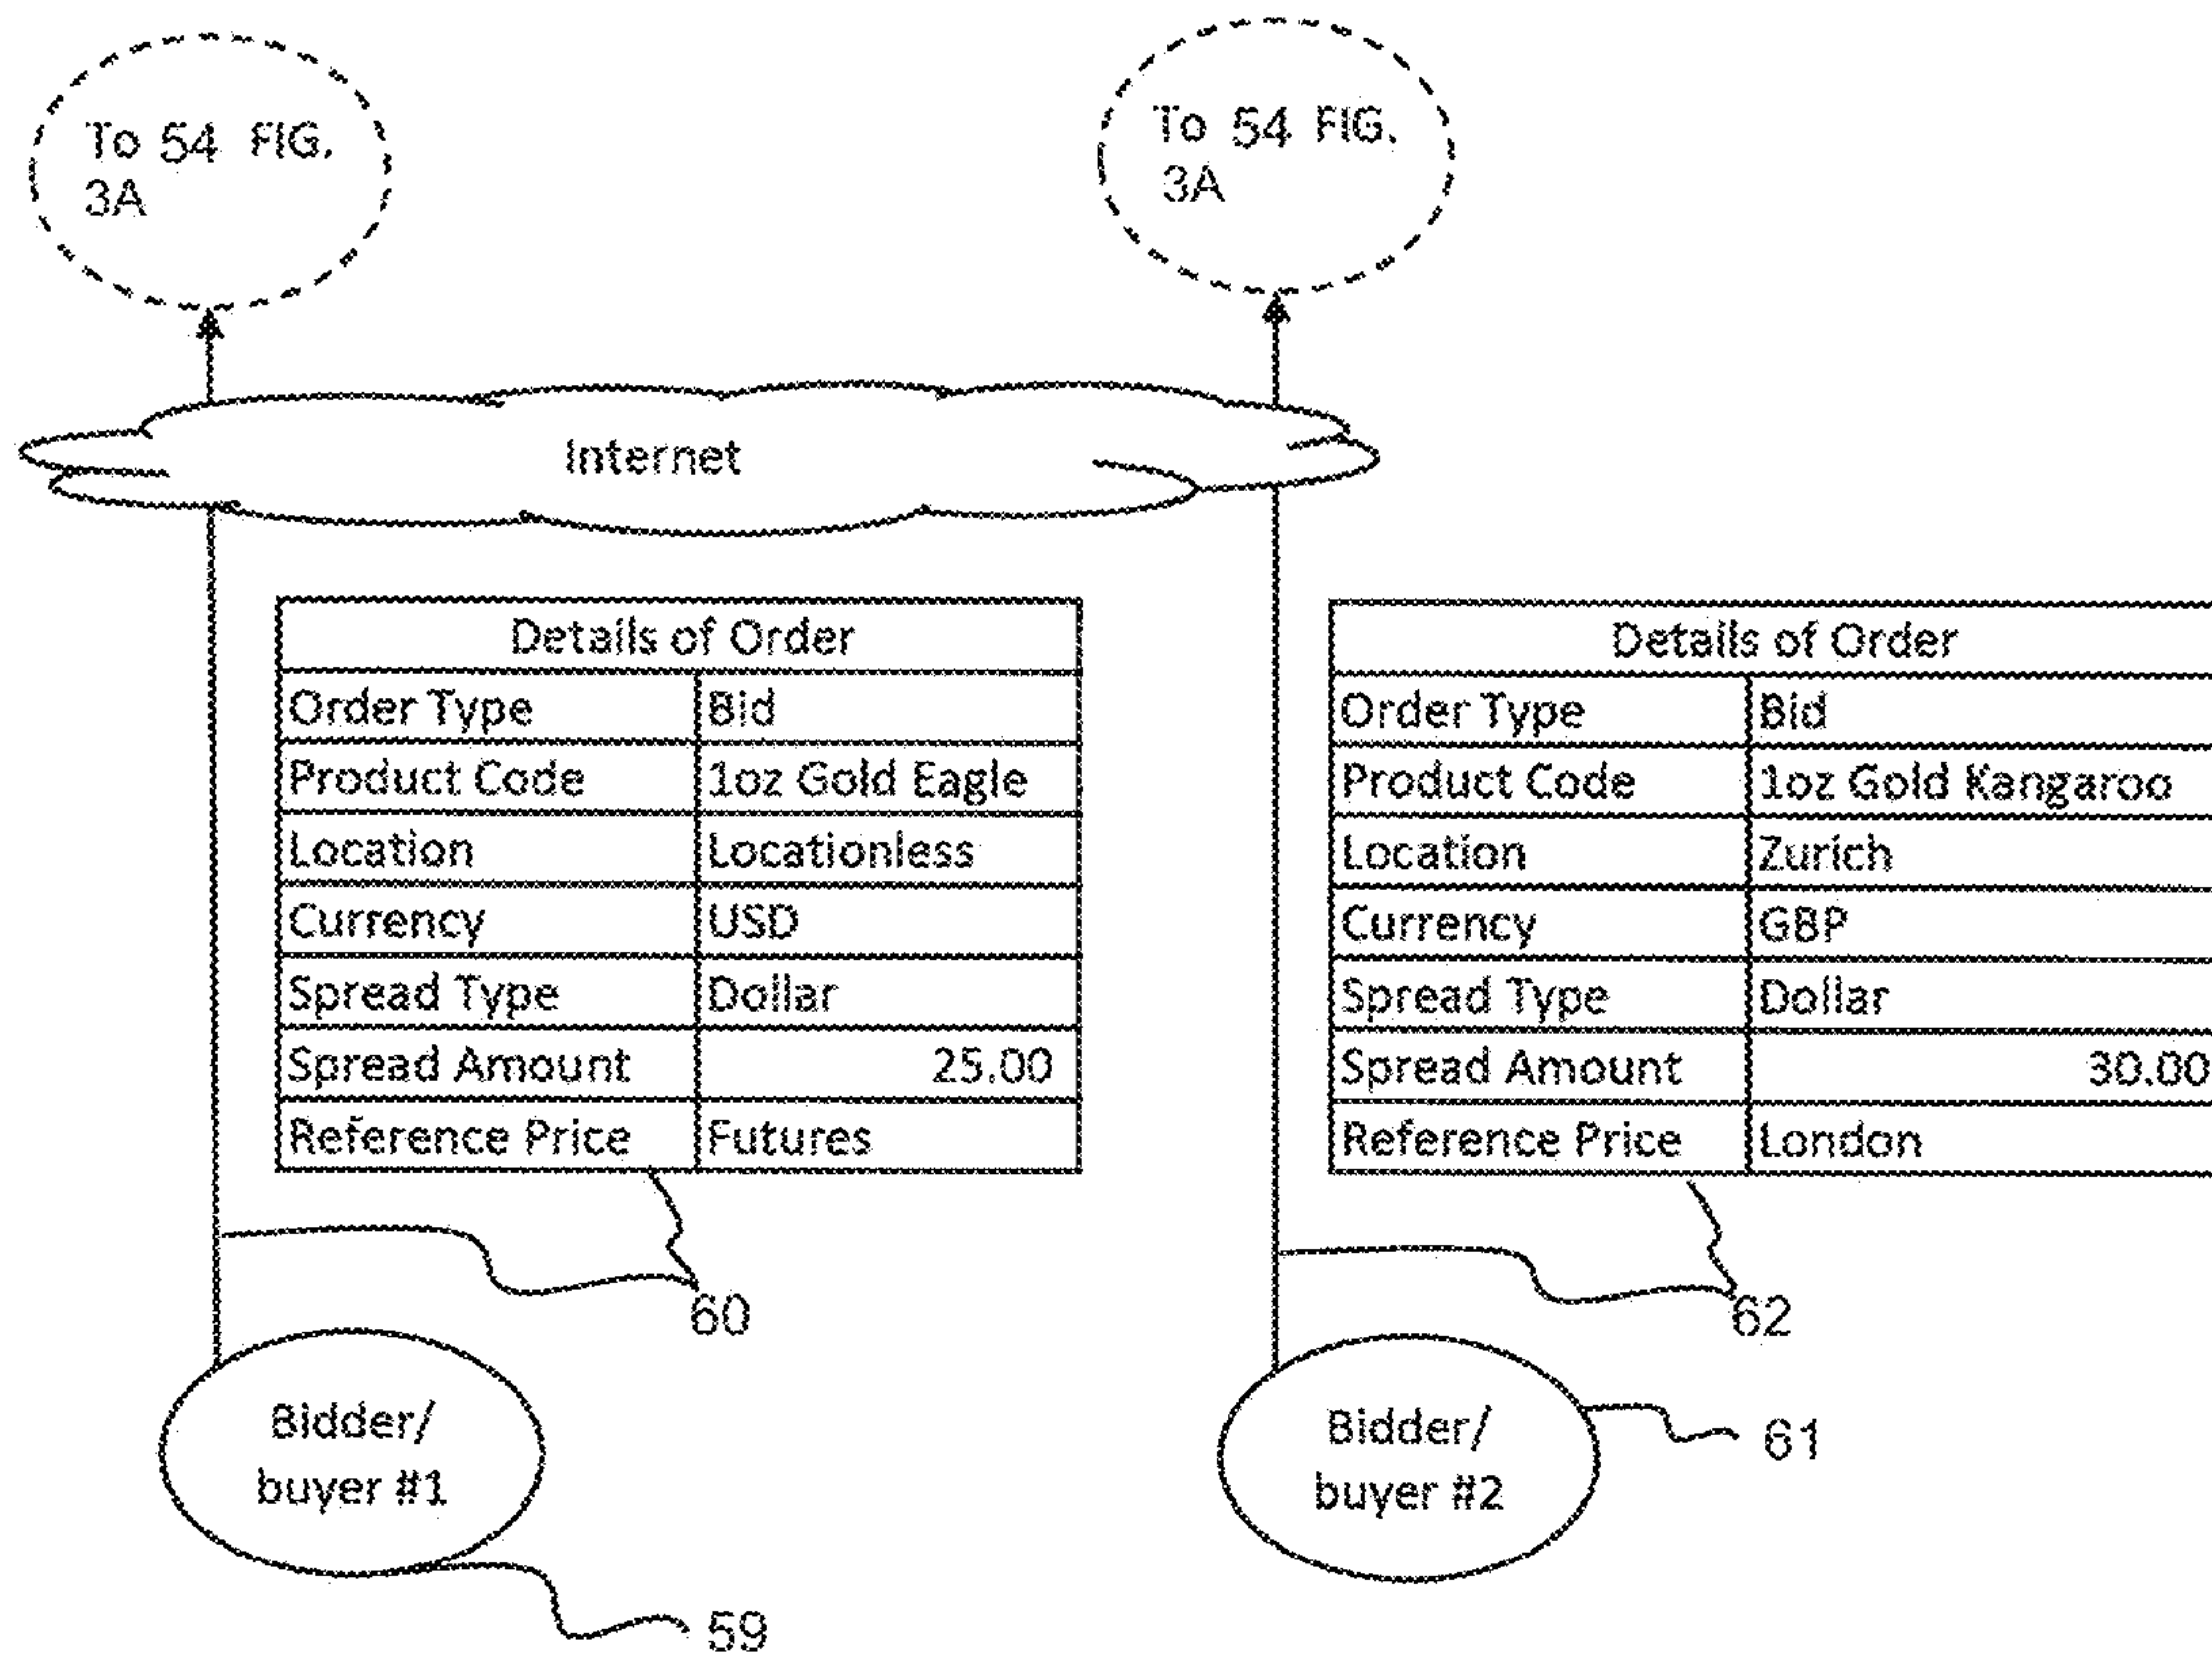 To 54 FIG.
3A
To 54 FIG.
3A
Internet
Details of Order
Order Type Bid
Product Code 1oz Gold Eagle
Location Locationless
Currency USD
Spread Type Dollar
Spread Amount 25.00
Reference Price Futures
60
Bidder/
buyer #1
59
Details of Order
Order Type Bid
Product Code 1oz Gold Kangaroo
Location Zurich
Currency GBP
Spread Type Dollar
Spread Amount 30.00
Reference Price London
62
Bidder/
buyer #2
61